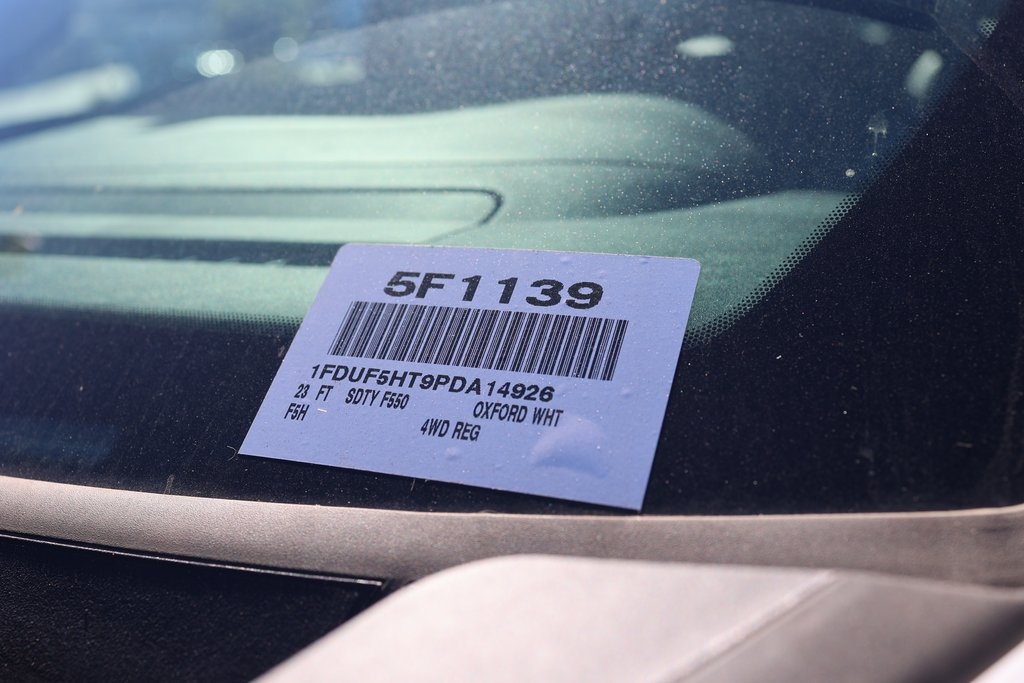 5F1139
1FDUF5HT9PDA14926
23 FT SDTY F550 OXFORD WHT
F5H 4WD REG